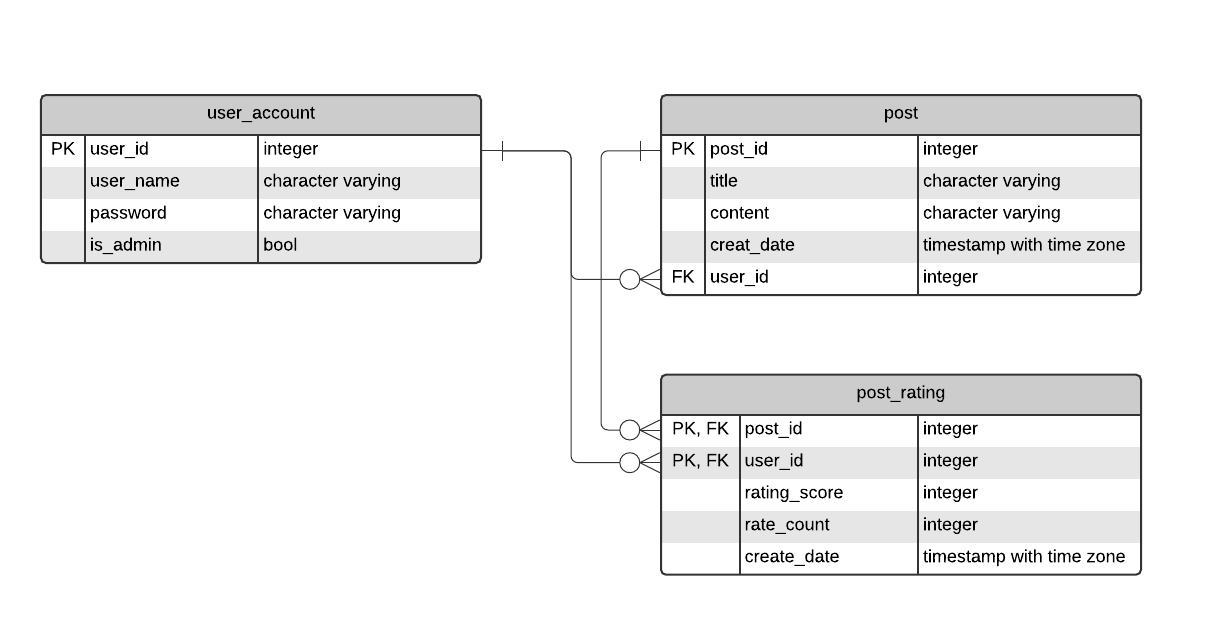 user_account
PK user_id integer
user_name character varying
password character varying
is_admin bool
post
PK post_id integer
title character varying
content character varying
creat_date timestamp with time zone
FK user_id integer
post_rating
PK, FK post_id integer
PK, FK user_id integer
rating_score integer
rate_count integer
create_date timestamp with time zone